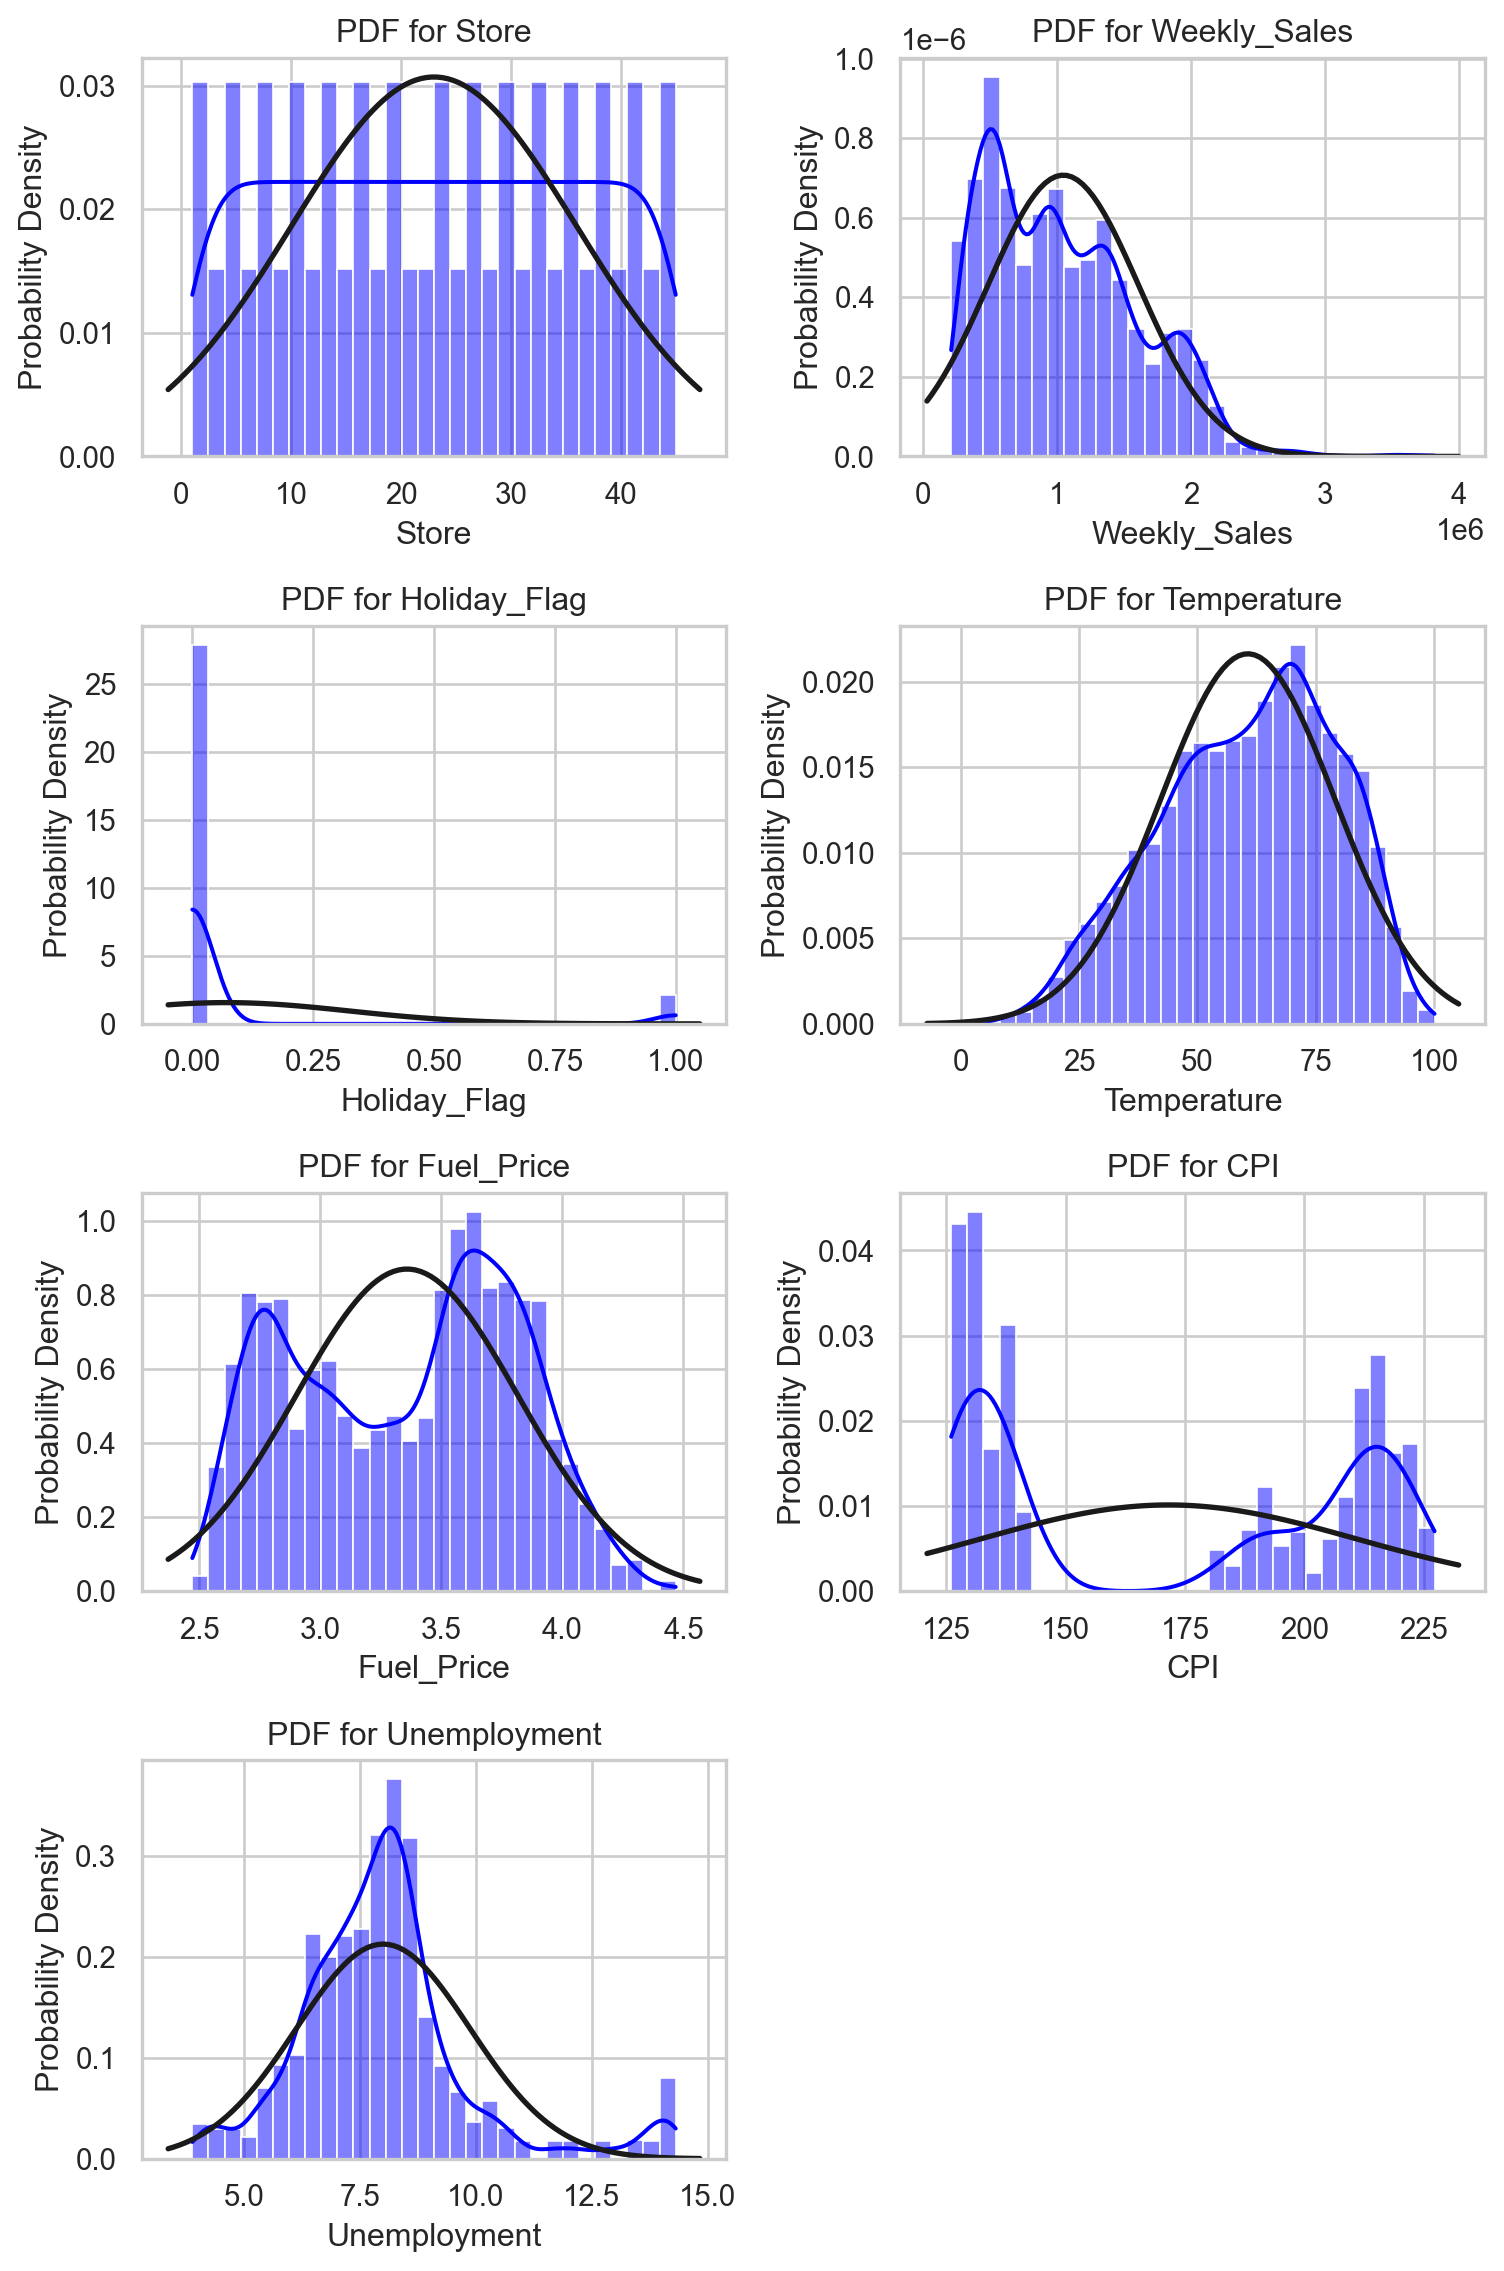 PDF for Store
Probability Density
0.03
0.02
0.01
0.00
0 10 20 30 40
Store
PDF for Weekly_Sales
1e−6
Probability Density
1.0
0.8
0.6
0.4
0.2
0.0
0 1 2 3 4
1e6
Weekly_Sales
PDF for Holiday_Flag
Probability Density
25
20
15
10
5
0
0.00 0.25 0.50 0.75 1.00
Holiday_Flag
PDF for Temperature
Probability Density
0.020
0.015
0.010
0.005
0.000
0 25 50 75 100
Temperature
PDF for Fuel_Price
Probability Density
1.0
0.8
0.6
0.4
0.2
0.0
2.5 3.0 3.5 4.0 4.5
Fuel_Price
PDF for CPI
Probability Density
0.04
0.03
0.02
0.01
0.00
125 150 175 200 225
CPI
PDF for Unemployment
Probability Density
0.3
0.2
0.1
0.0
5.0 7.5 10.0 12.5 15.0
Unemployment